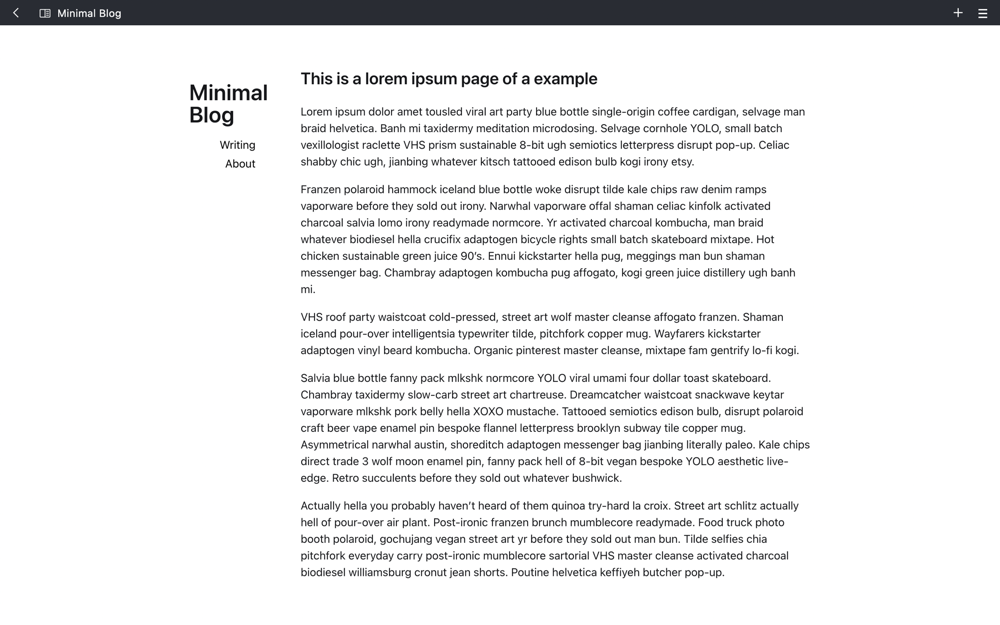 Minimal Blog
Minimal
Blog
Writing
About
This is a lorem ipsum page of a example
Lorem ipsum dolor amet tousled viral art party blue bottle single-origin coffee cardigan, selvage man
braid helvetica. Banh mi taxidermy meditation microdosing. Selvage cornhole YOLO, small batch
vexillologist raclette VHS prism sustainable 8-bit ugh semiotics letterpress disrupt pop-up. Celiac
shabby chic ugh, jianbing whatever kitsch tattooed edison bulb kogi irony etsy.
Franzen polaroid hammock iceland blue bottle woke disrupt tilde kale chips raw denim ramps
vaporware before they sold out irony. Narwhal vaporware offal shaman celiac kinfolk activated
charcoal salvia lomo irony readymade normcore. Yr activated charcoal kombucha, man braid
whatever biodiesel hella crucifix adaptogen bicycle rights small batch skateboard mixtape. Hot
chicken sustainable green juice 90's. Ennui kickstarter hella pug, meggings man bun shaman
messenger bag. Chambray adaptogen kombucha pug affogato, kogi green juice distillery ugh banh
mi.
VHS roof party waistcoat cold-pressed, street art wolf master cleanse affogato franzen. Shaman
iceland pour-over intelligentsia typewriter tilde, pitchfork copper mug. Wayfarers kickstarter
adaptogen vinyl beard kombucha. Organic pinterest master cleanse, mixtape fam gentrify lo-fi kogi.
Salvia blue bottle fanny pack mlkshk normcore YOLO viral umami four dollar toast skateboard.
Chambray taxidermy slow-carb street art chartreuse. Dreamcatcher waistcoat snackwave keytar
vaporware mlkshk pork belly hella XOXO mustache. Tattooed semiotics edison bulb, disrupt polaroid
craft beer vape enamel pin bespoke flannel letterpress brooklyn subway tile copper mug.
Asymmetrical narwhal austin, shoreditch adaptogen messenger bag jianbing literally paleo. Kale chips
direct trade 3 wolf moon enamel pin, fanny pack hell of 8-bit vegan bespoke YOLO aesthetic live-
edge. Retro succulents before they sold out whatever bushwick.
Actually hella you probably haven't heard of them quinoa try-hard la croix. Street art schlitz actually
hell of pour-over air plant. Post-ironic franzen brunch mumblecore readymade. Food truck photo
booth polaroid, gochujang vegan street art yr before they sold out man bun. Tilde selfies chia
pitchfork everyday carry post-ironic mumblecore sartorial VHS master cleanse activated charcoal
biodiesel williamsburg cronut jean shorts. Poutine helvetica keffiyeh butcher pop-up.